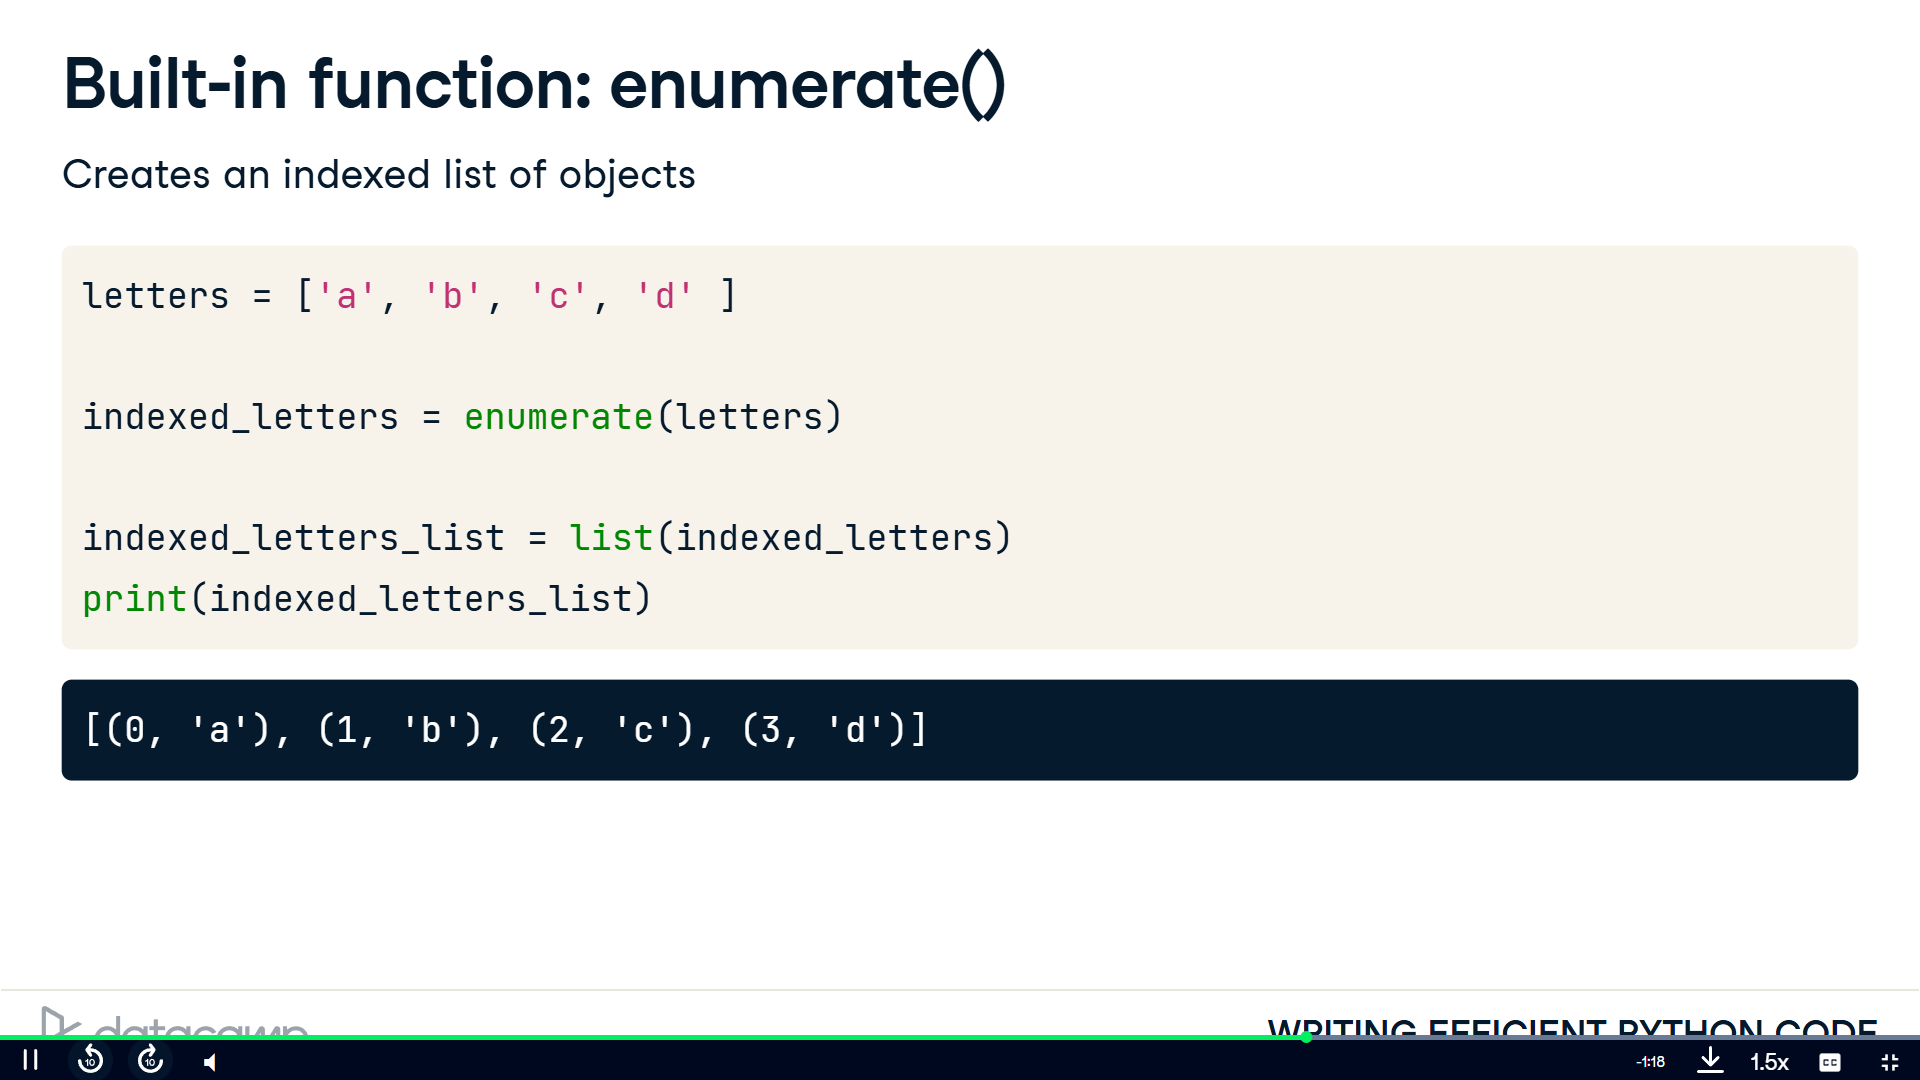 Built-in function: enumerate()
Creates an indexed list of objects
letters = ['a', 'b', 'c', 'd' ]
indexed_letters = enumerate(letters)
indexed_letters_list = list(indexed_letters)
print(indexed_letters_list)
[(0, 'a'), (1, 'b'), (2, 'c'), (3, 'd')]
datacamp
WRITING EFFICIENT PYTHON CODE
10
10
-1:18
1.5x
CC